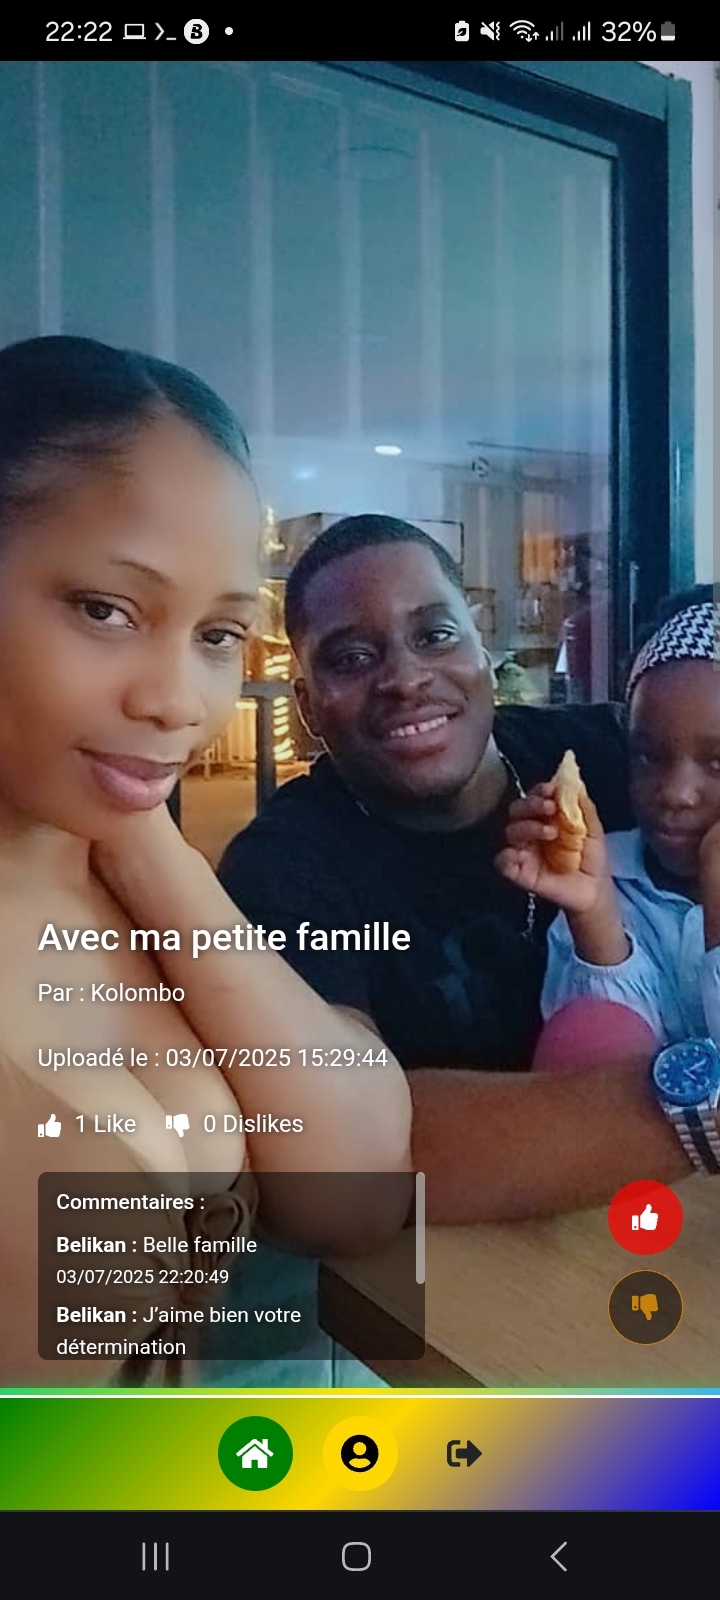 22:22
32%
Avec ma petite famille
Par : Kolombo
Uploadé le : 03/07/2025 15:29:44
1 Like 0 Dislikes
Commentaires :
Belikan : Belle famille
03/07/2025 22:20:49
Belikan : J’aime bien votre
détermination